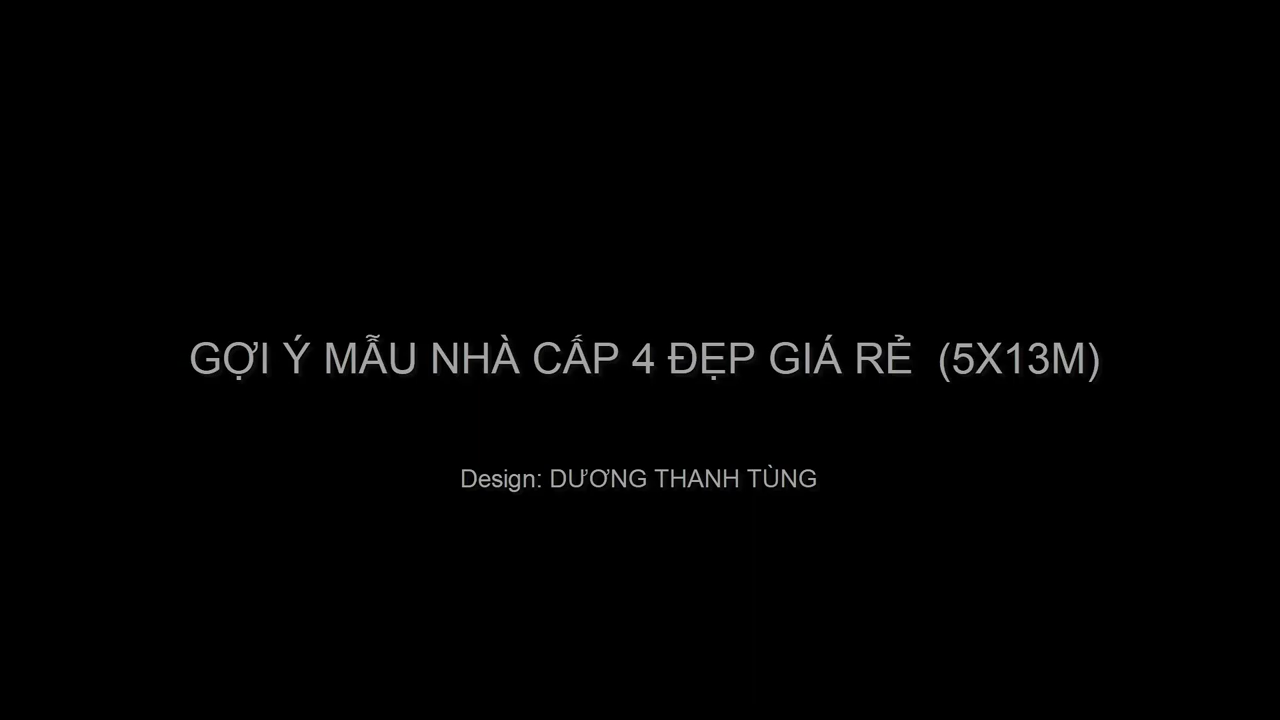 GỢI Ý MẪU NHÀ CẤP 4 ĐẸP GIÁ RẺ (5X13M)
Design: DƯƠNG THANH TÙNG